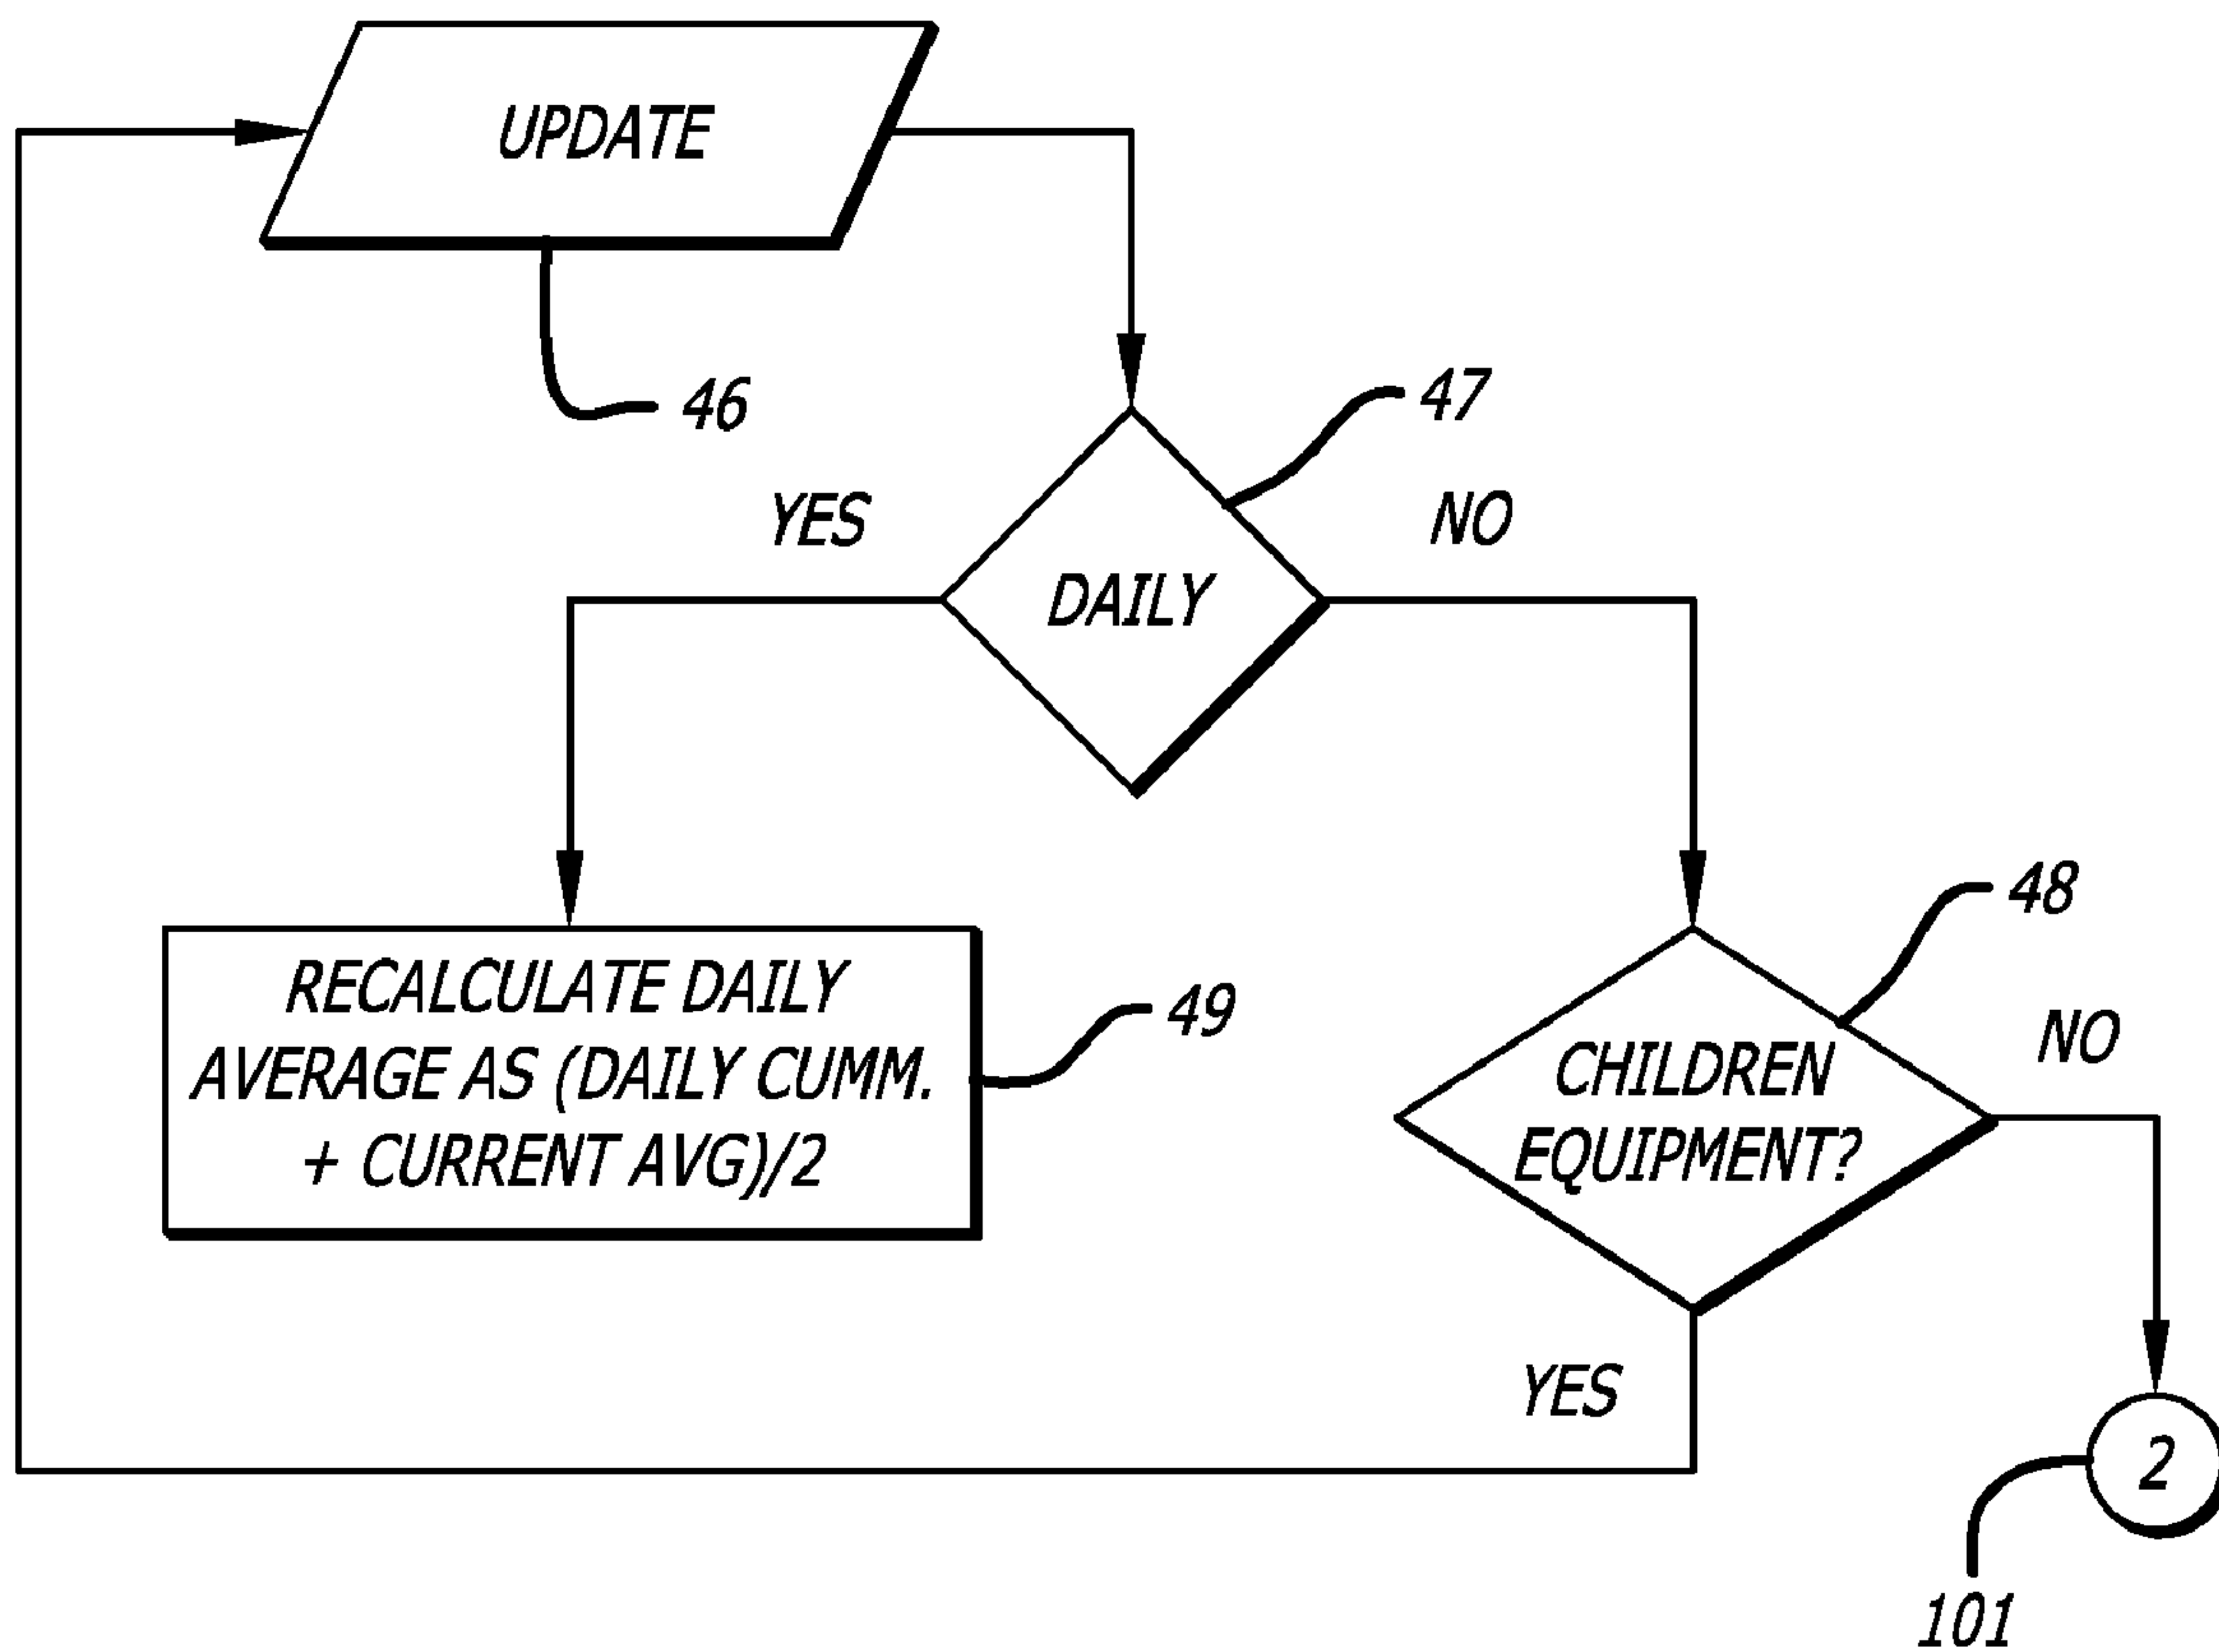 UPDATE
46
47
YES
NO
DAILY
48
RECALCULATE DAILY
AVERAGE AS (DAILY CUMM.
+ CURRENT AVG)/2
49
NO
CHILDREN
EQUIPMENT?
YES
2
101